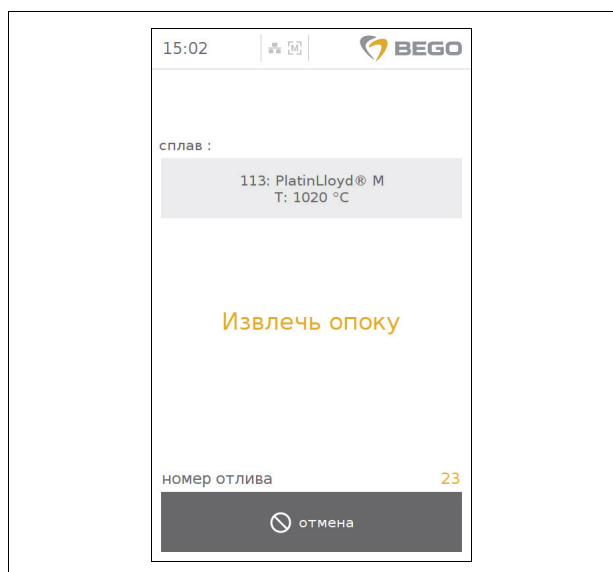 15:02 M BEGO
сплав :
113: PlatinLloyd® M
T: 1020 °C
Извлечь опоку
номер отлива 23
отмена